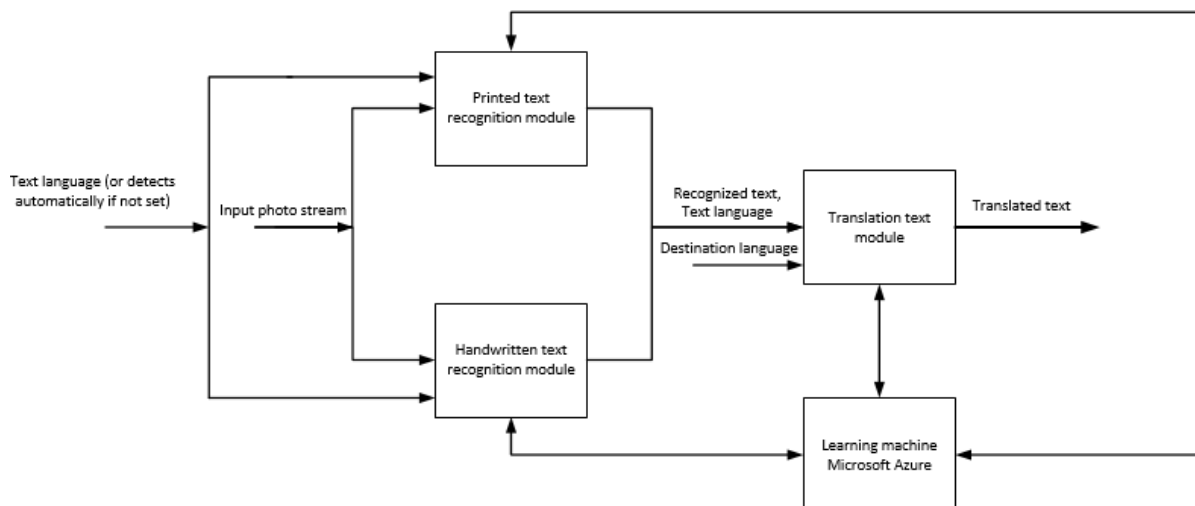 Printed text
recognition module
Text language (or detects
automatically if not set)
Input photo stream
Recognized text,
Text language
Destination language
Translation text
module
Translated text
Handwritten text
recognition module
Learning machine
Microsoft Azure